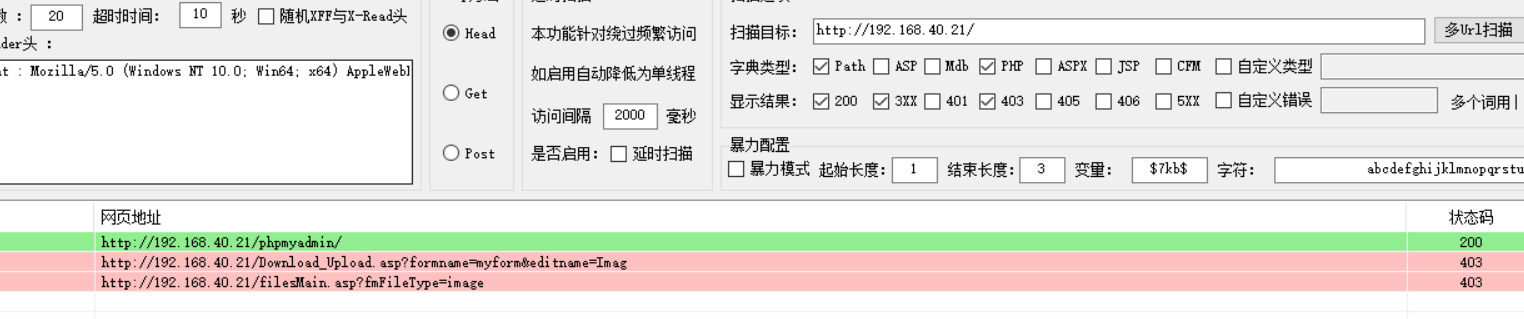 数 : 20 超时时间: 10 秒 随机XFF与X-Read头
der头 :
nt : Mozilla/5.0 (Windows NT 10.0; Win64; x64) AppleWebl
Head
Get
Post
本功能针对绕过频繁访问
如启用自动降低为单线程
访问间隔 2000 毫秒
是否启用: 延时扫描
扫描目标: http://192.168.40.21/ 多Url扫描
字典类型: Path ASP Mdb PHP ASPX JSP CFM 自定义类型
显示结果: 200 3XX 401 403 405 406 5XX 自定义错误 多个词用|
暴力配置
暴力模式 起始长度: 1 结束长度: 3 变量: $7kb$ 字符: abcdefghijklmnopqrstu
网页地址 状态码
http://192.168.40.21/phpmyadmin/ 200
http://192.168.40.21/Download_Upload.asp?formname=myform&editname=Imag 403
http://192.168.40.21/filesMain.asp?fmFileType=image 403